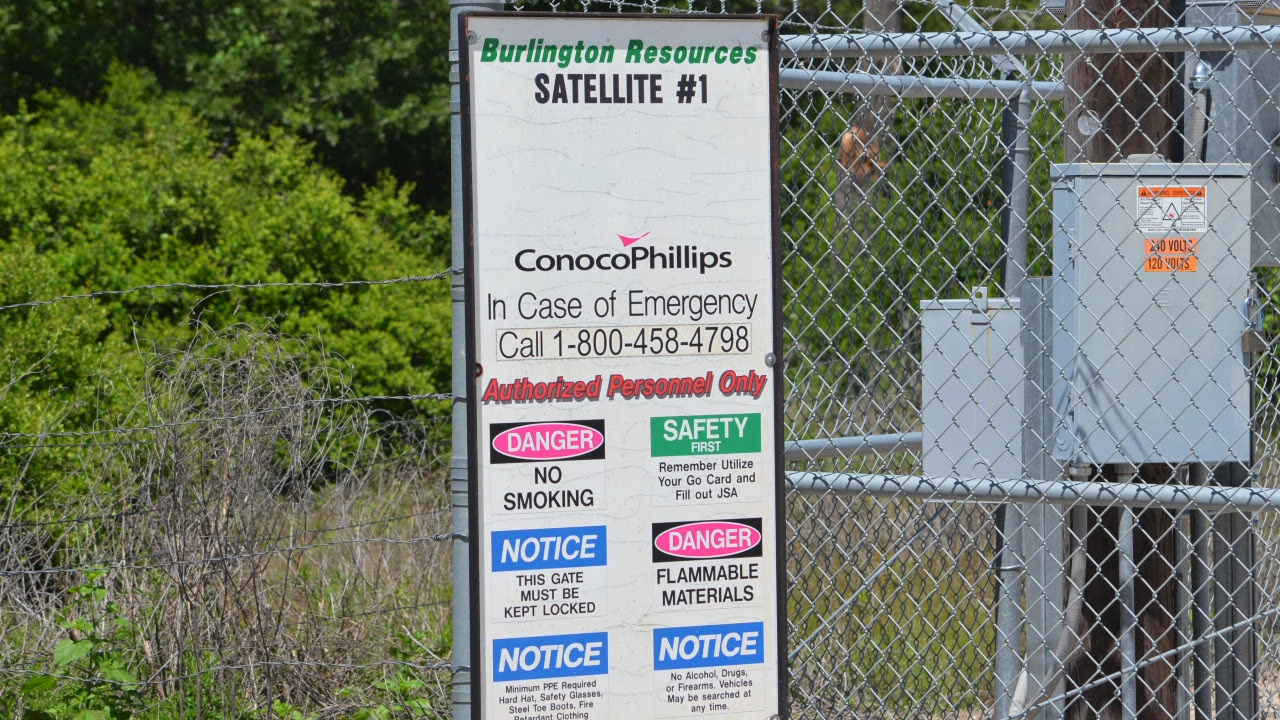 Burlington Resources
SATELLITE #1
ConocoPhillips
In Case of Emergency
Call 1-800-458-4798
Authorized Personnel Only
DANGER
NO
SMOKING
SAFETY
FIRST
Remember Utilize
Your Go Card and
Fill out JSA
NOTICE
THIS GATE
MUST BE
KEPT LOCKED
DANGER
FLAMMABLE
MATERIALS
NOTICE
Minimum PPE Required
Hard Hat, Safety Glasses,
Steel Toe Boots, Fire
Retardant Clothing
NOTICE
No Alcohol, Drugs,
or Firearms. Vehicles
May be searched at
any time.
240 VOLTS
120 VOLTS